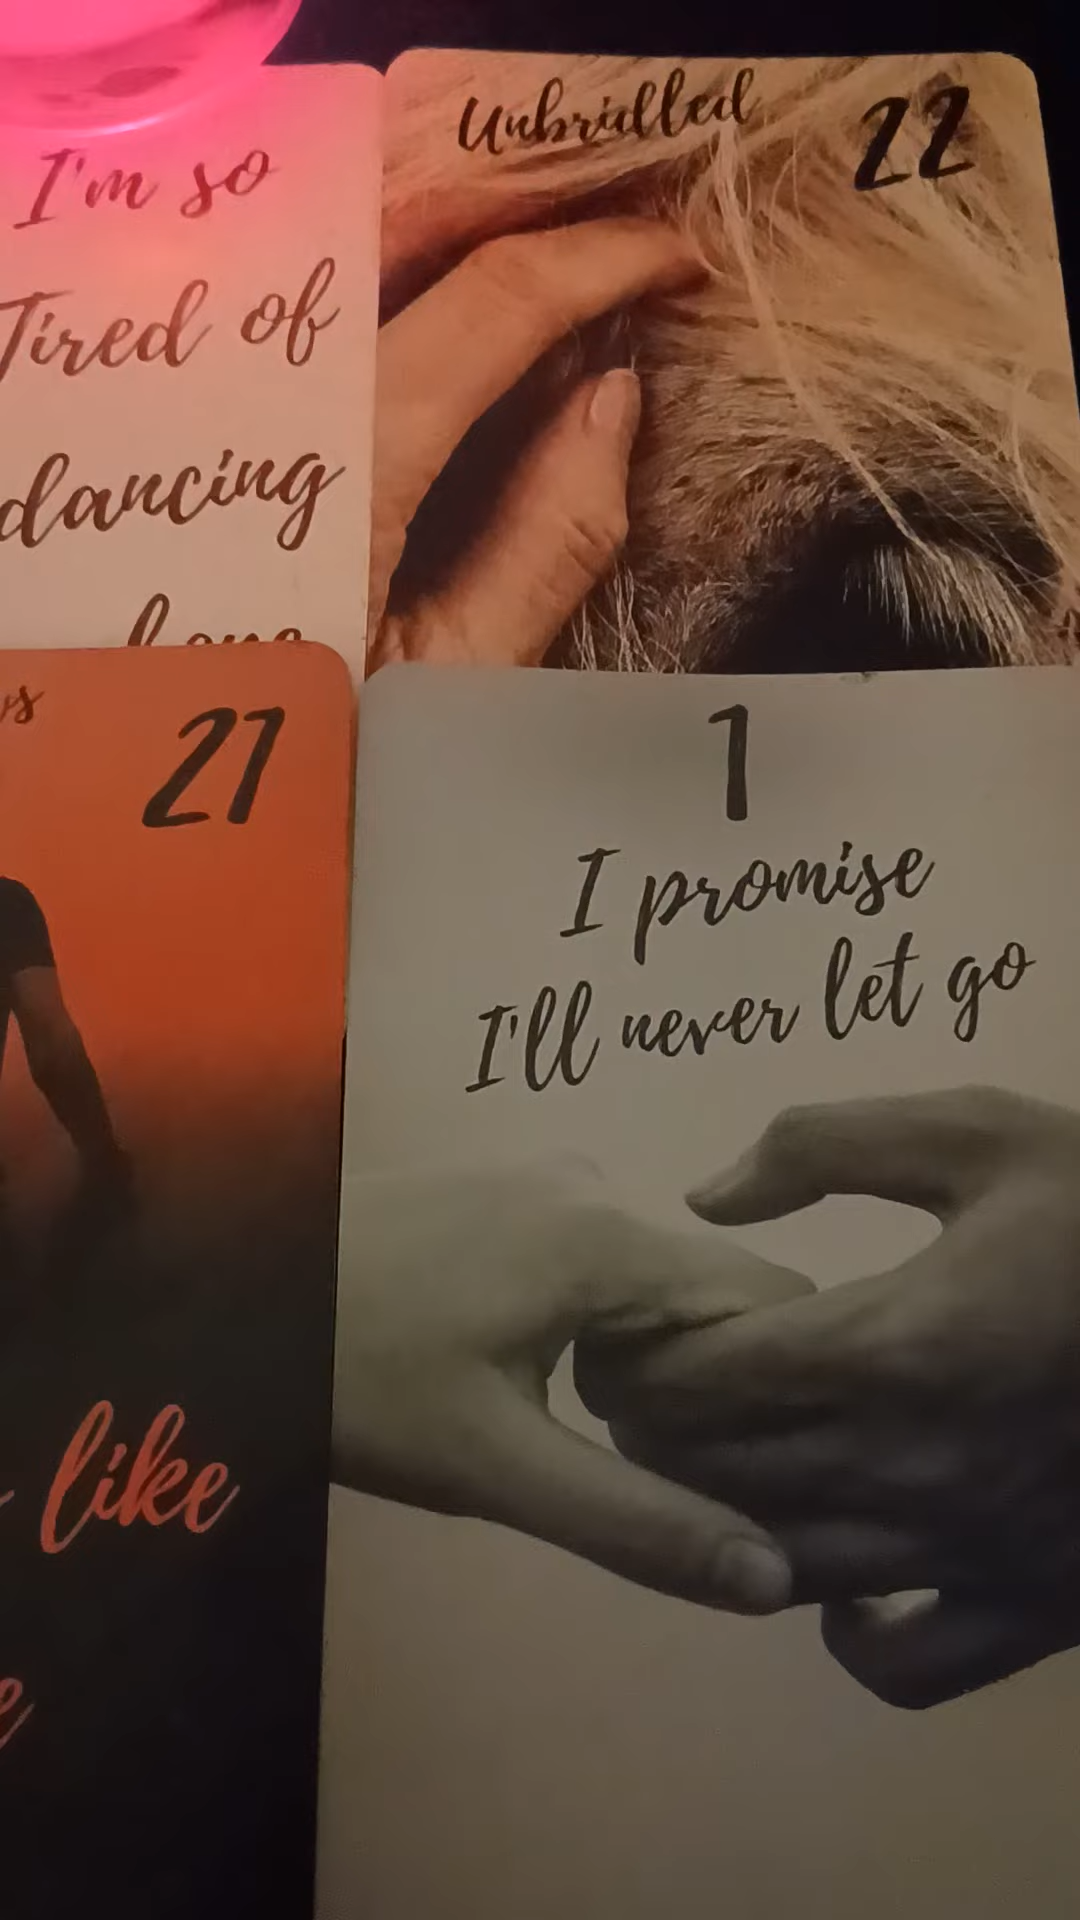 I'm so
Tired of
dancing
Unbridled
22
21
1
I promise
I'll never let go
like